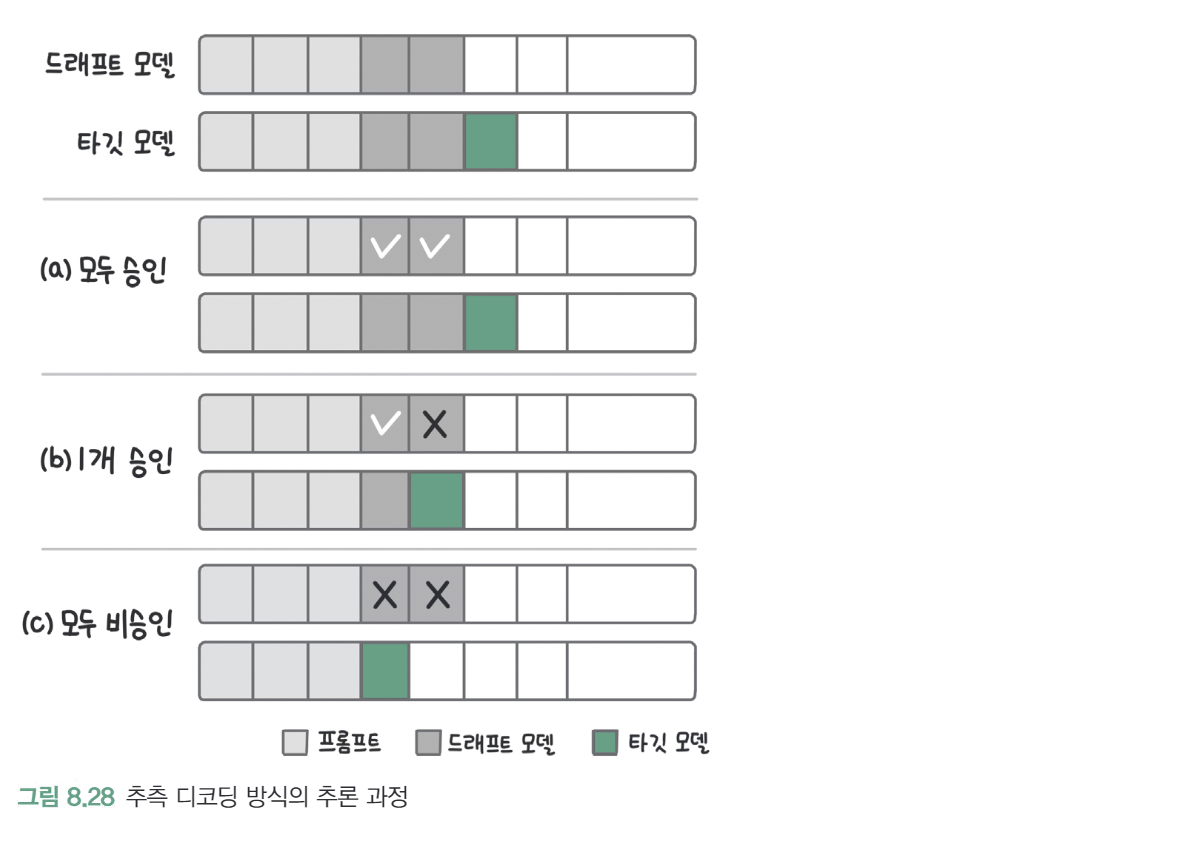 드래프트 모델
타깃 모델
(a) 모두 승인
(b) 1개 승인
(c) 모두 비승인
프롬프트 드래프트 모델 타깃 모델
그림 8.28 추측 디코딩 방식의 추론 과정